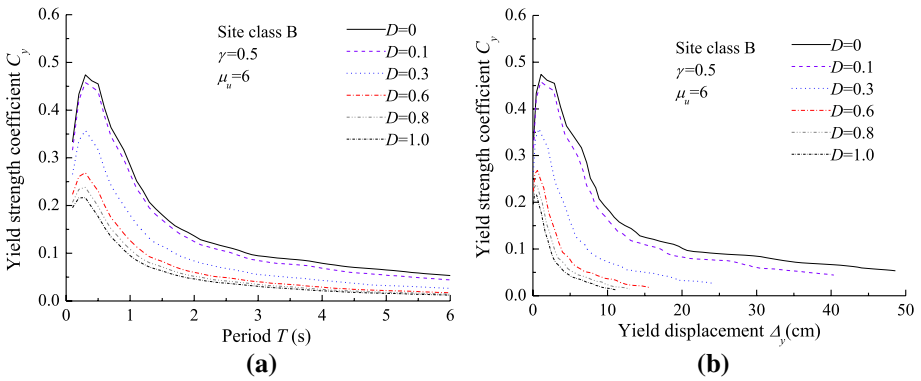 0.6
0.5
0.4
0.3
0.2
0.1
0.0
Yield strength coefficient C_y
0 1 2 3 4 5 6
Period T (s)
Site class B
γ=0.5
μ_u=6
D=0
D=0.1
D=0.3
D=0.6
D=0.8
D=1.0
(a)
0.6
0.5
0.4
0.3
0.2
0.1
0.0
Yield strength coefficient C_y
0 10 20 30 40 50
Yield displacement Δ_y(cm)
Site class B
γ=0.5
μ_u=6
D=0
D=0.1
D=0.3
D=0.6
D=0.8
D=1.0
(b)